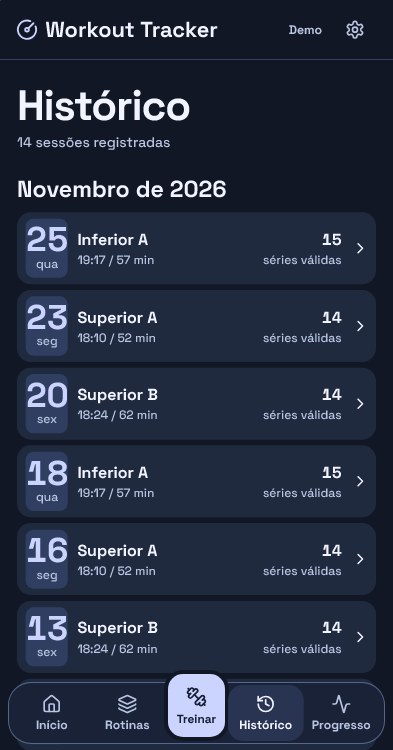 Workout Tracker
Demo
Histórico
14 sessões registradas
Novembro de 2026
25
qua
Inferior A
19:17 / 57 min
15
séries válidas
23
seg
Superior A
18:10 / 52 min
14
séries válidas
20
sex
Superior B
18:24 / 62 min
14
séries válidas
18
qua
Inferior A
19:17 / 57 min
15
séries válidas
16
seg
Superior A
18:10 / 52 min
14
séries válidas
13
sex
Superior B
18:24 / 62 min
14
séries válidas
Início
Rotinas
Treinar
Histórico
Progresso